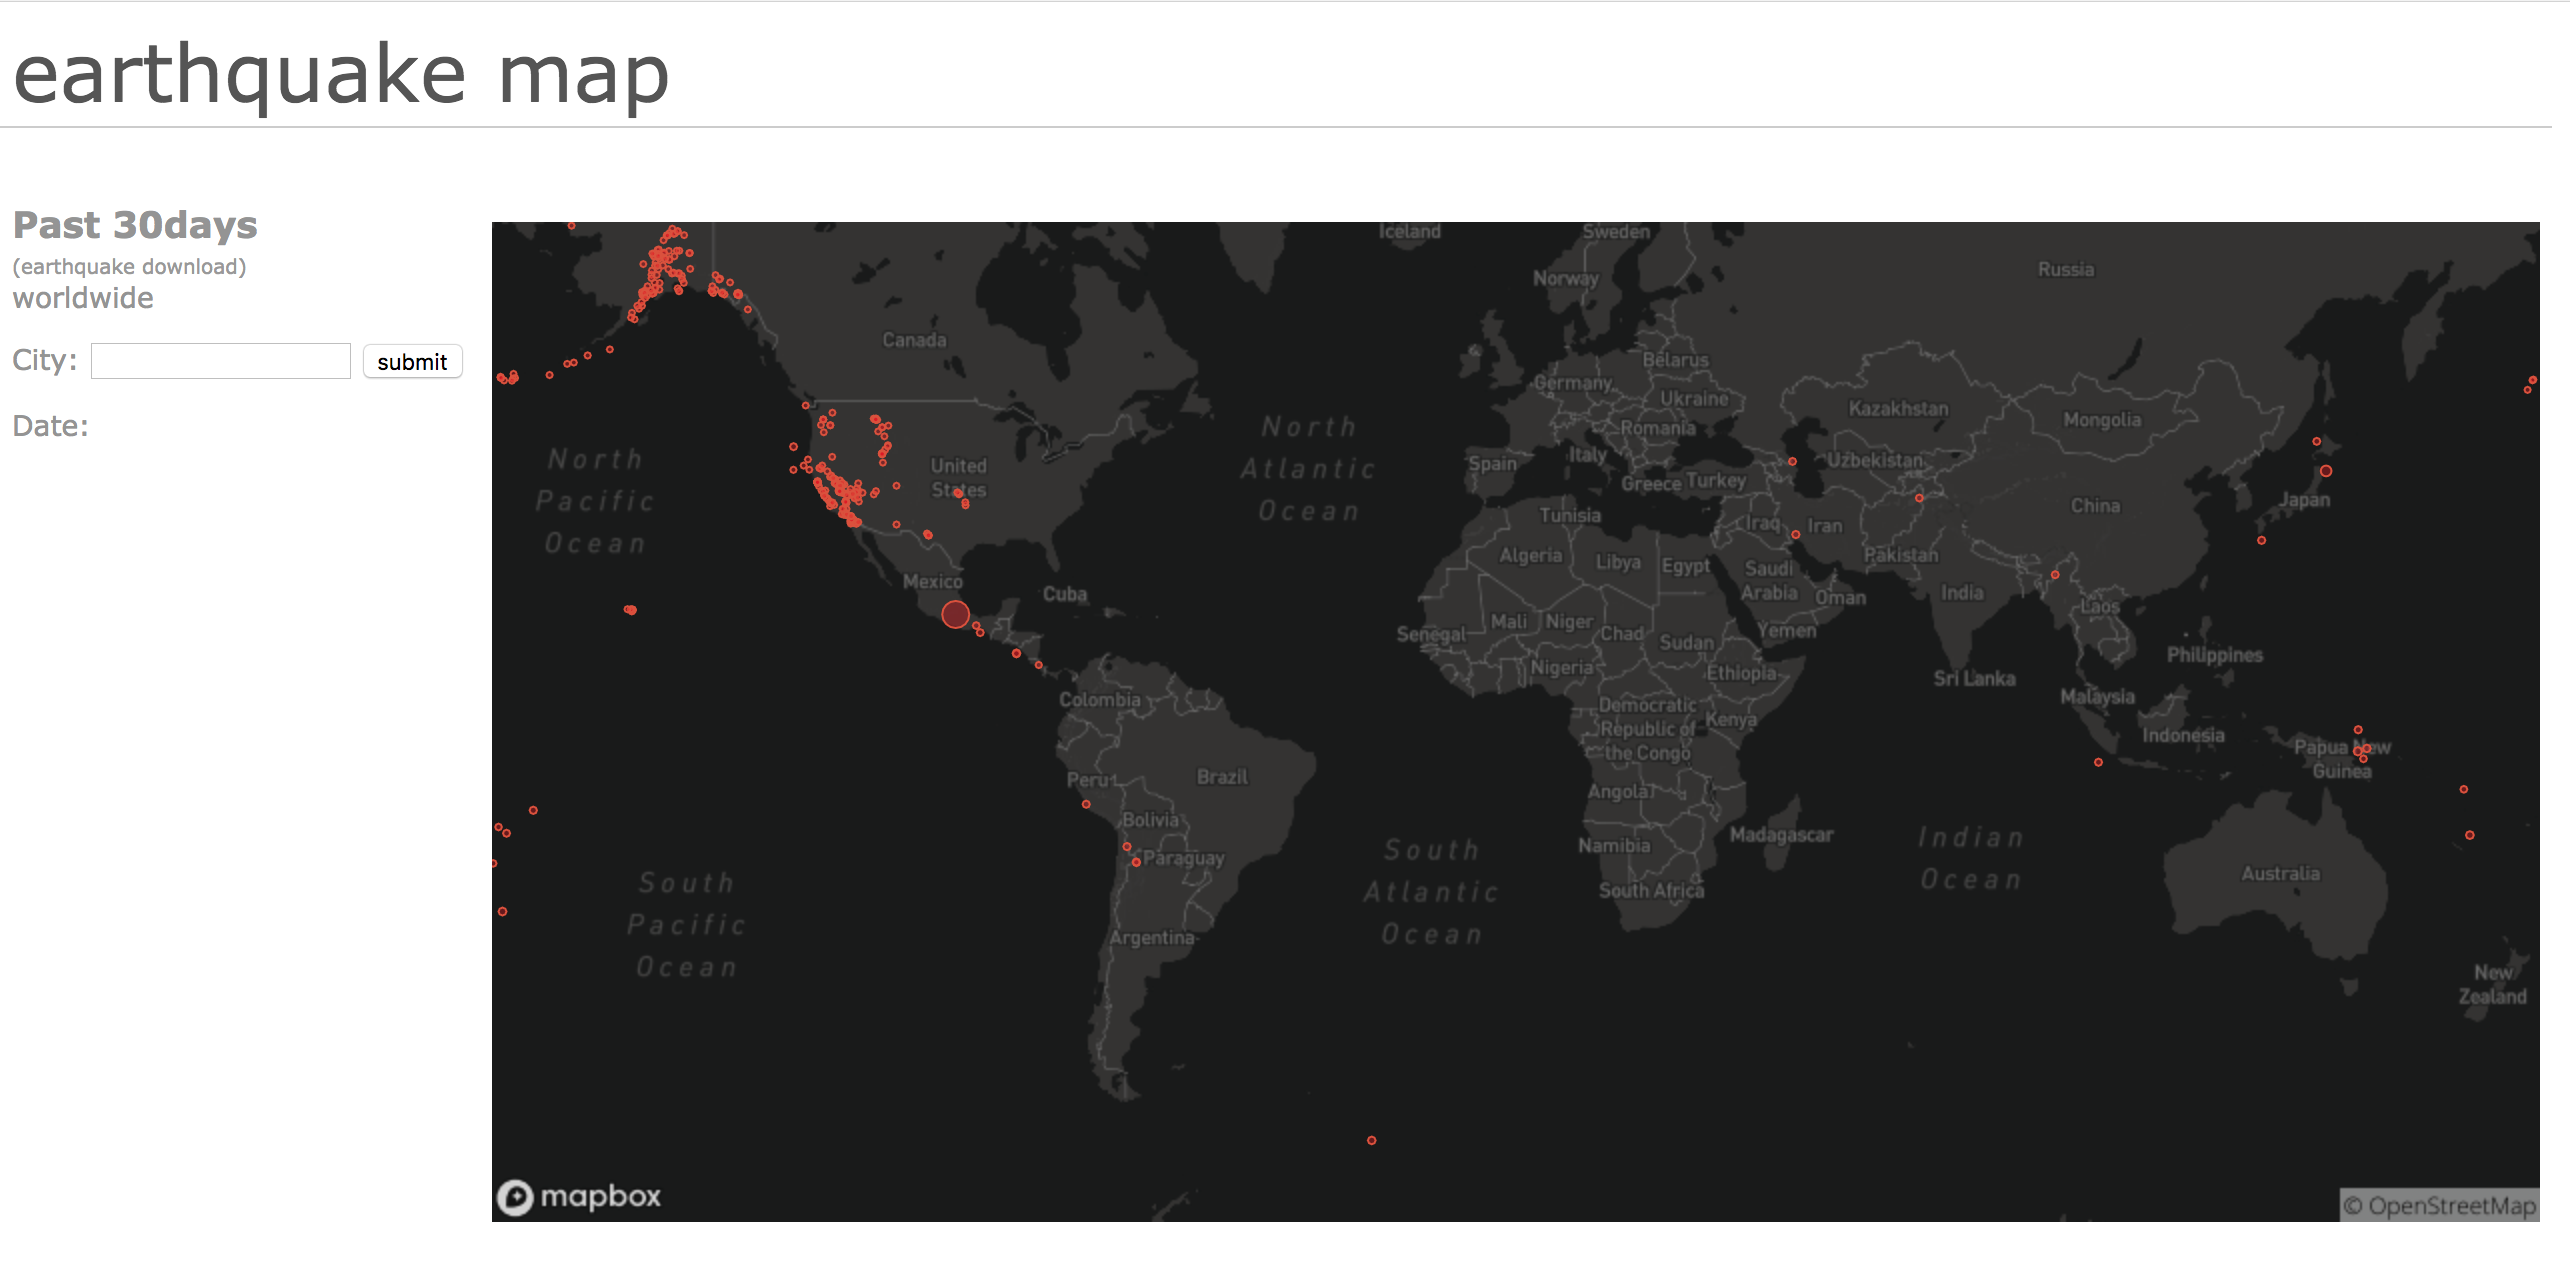 earthquake map
Past 30days
(earthquake download)
worldwide
City:
submit
Date:
Iceland
Sweden
Norway
Russia
Canada
Belarus
Germany
Ukraine
Kazakhstan
Mongolia
Romania
North
Pacific
Ocean
North
Atlantic
Ocean
United
States
Spain
Italy
Uzbekistan
Greece
Turkey
China
Japan
Tunisia
Iraq
Iran
Algeria
Libya
Egypt
Pakistan
Saudi
Arabia
Oman
India
Mexico
Cuba
Laos
Mali
Niger
Chad
Sudan
Yemen
Senegal
Nigeria
Ethiopia
Philippines
Sri Lanka
Malaysia
Colombia
Democratic
Republic of
the Congo
Kenya
Indonesia
Papua New
Guinea
Peru
Brazil
Angola
Bolivia
Namibia
Madagascar
Paraguay
South
Pacific
Ocean
South
Atlantic
Ocean
Indian
Ocean
Australia
South Africa
Argentina
New
Zealand
mapbox
© OpenStreetMap